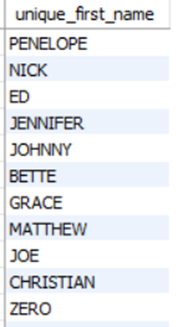 unique_first_name
PENELOPE
NICK
ED
JENNIFER
JOHNNY
BETTE
GRACE
MATTHEW
JOE
CHRISTIAN
ZERO